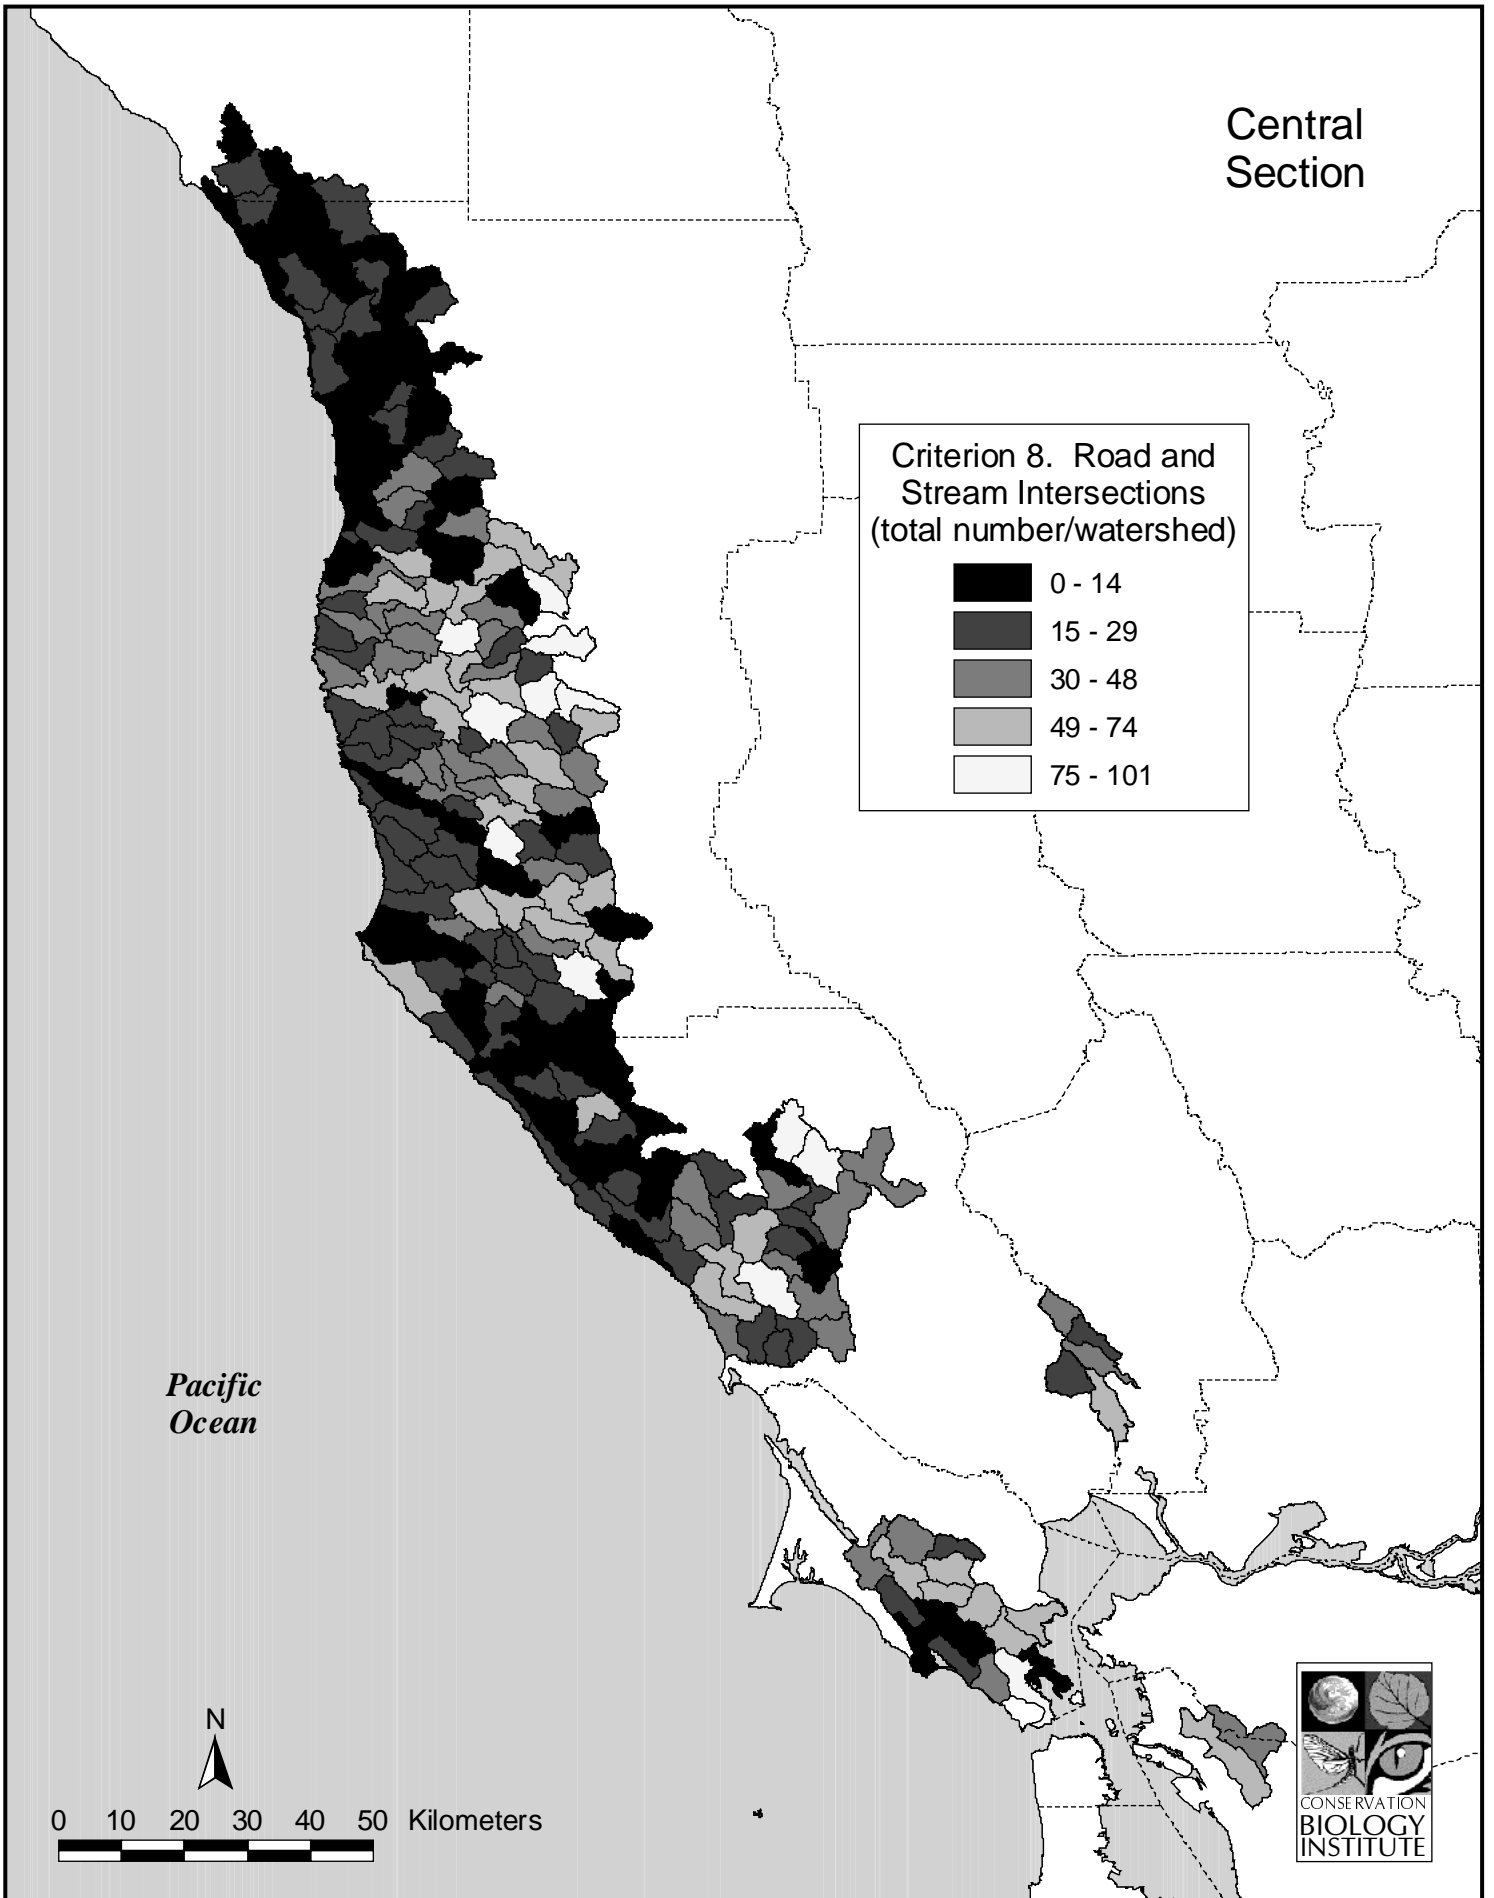 Central
Section
Criterion 8. Road and
Stream Intersections
(total number/watershed)
0 - 14
15 - 29
30 - 48
49 - 74
75 - 101
Pacific
Ocean
N
0 10 20 30 40 50 Kilometers
CONSERVATION
BIOLOGY
INSTITUTE